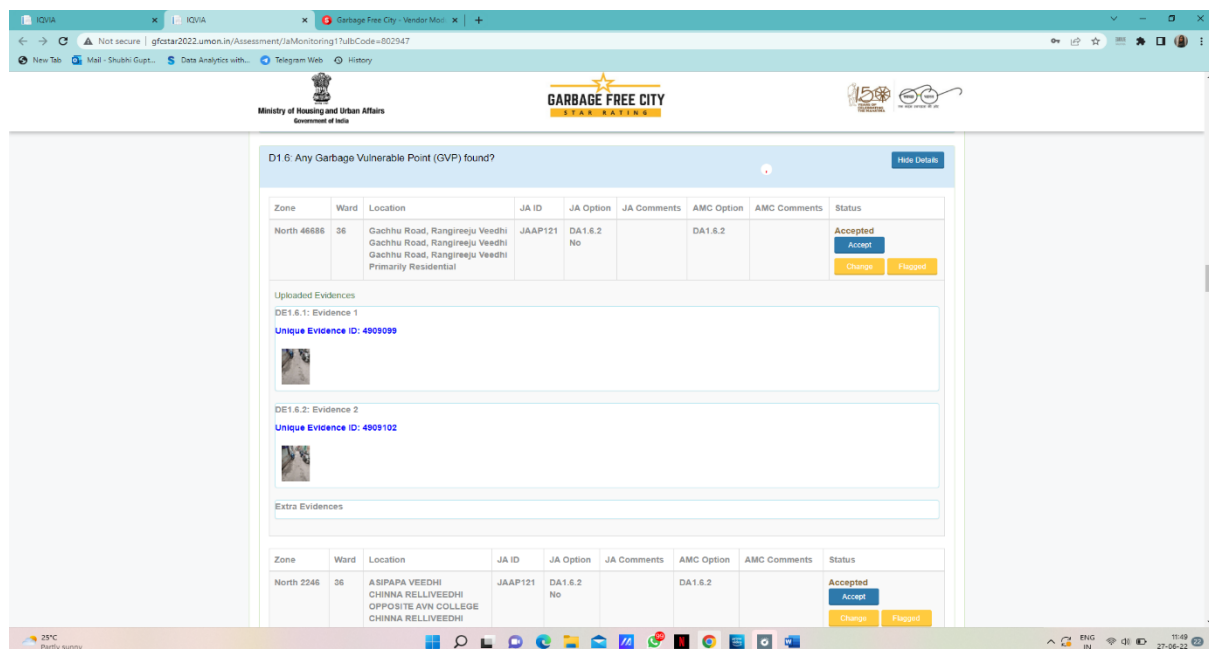 IQVIA
IQVIA
Garbage Free City - Vendor Mod
Not secure | gfcstar2022.umon.in/Assessment/JaMonitoring1?ulbCode=802947
New Tab
Mail - Shubhi Gupt...
Data Analytics with...
Telegram Web
History
Ministry of Housing and Urban Affairs
Government of India
GARBAGE FREE CITY
STAR RATING
D1.6: Any Garbage Vulnerable Point (GVP) found?
Hide Details
Zone Ward Location JA ID JA Option JA Comments AMC Option AMC Comments Status
North 46686 36 Gachhu Road, Rangireeju Veedhi JAAP121 DA1.6.2 DA1.6.2 Accepted
Gachhu Road, Rangireeju Veedhi No Accept
Gachhu Road, Rangireeju Veedhi
Primarily Residential Change Flagged
Uploaded Evidences
DE1.6.1: Evidence 1
Unique Evidence ID: 4909099
DE1.6.2: Evidence 2
Unique Evidence ID: 4909102
Extra Evidences
Zone Ward Location JA ID JA Option JA Comments AMC Option AMC Comments Status
North 2246 36 ASIPAPA VEEDHI JAAP121 DA1.6.2 DA1.6.2 Accepted
CHINNA RELLIVEEDHI No Accept
OPPOSITE AVN COLLEGE
CHINNA RELLIVEEDHI Change Flagged
25°C
Partly sunny
99
ENG
IN
11:49
27-06-22
22